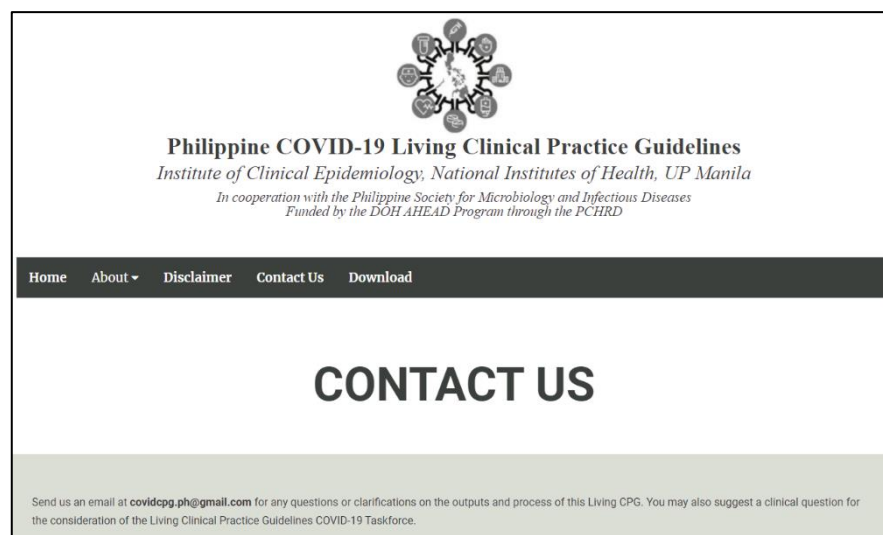 Philippine COVID-19 Living Clinical Practice Guidelines
Institute of Clinical Epidemiology, National Institutes of Health, UP Manila
In cooperation with the Philippine Society for Microbiology and Infectious Diseases
Funded by the DOH AHEAD Program through the PCHRD
Home About Disclaimer Contact Us Download
CONTACT US
Send us an email at covidcpg.ph@gmail.com for any questions or clarifications on the outputs and process of this Living CPG. You may also suggest a clinical question for
the consideration of the Living Clinical Practice Guidelines COVID-19 Taskforce.